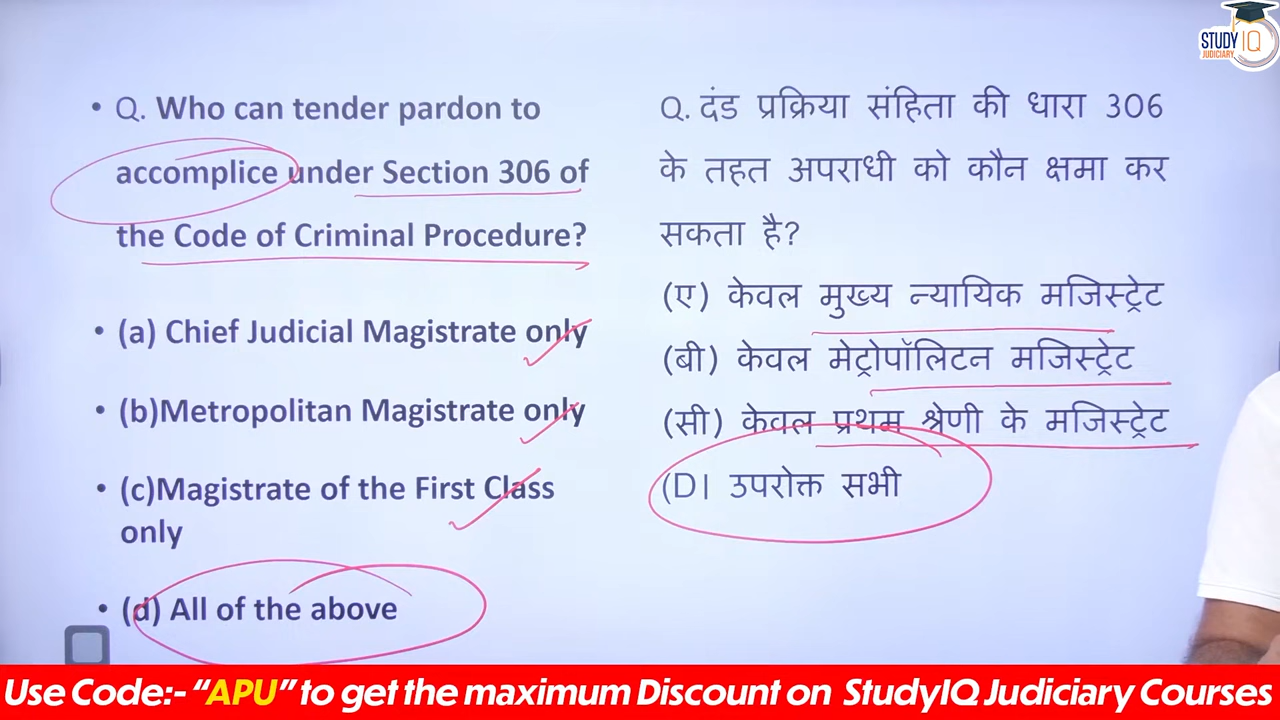 STUDY IQ
JUDICIARY
• Q. Who can tender pardon to
accomplice under Section 306 of
the Code of Criminal Procedure?
• (a) Chief Judicial Magistrate only
• (b)Metropolitan Magistrate only
• (c)Magistrate of the First Class
only
• (d) All of the above
Q. दंड प्रक्रिया संहिता की धारा 306
के तहत अपराधी को कौन क्षमा कर
सकता है?
(ए) केवल मुख्य न्यायिक मजिस्ट्रेट
(बी) केवल मेट्रोपॉलिटन मजिस्ट्रेट
(सी) केवल प्रथम श्रेणी के मजिस्ट्रेट
(D। उपरोक्त सभी
Use Code:- “APU” to get the maximum Discount on StudyIQ Judiciary Courses